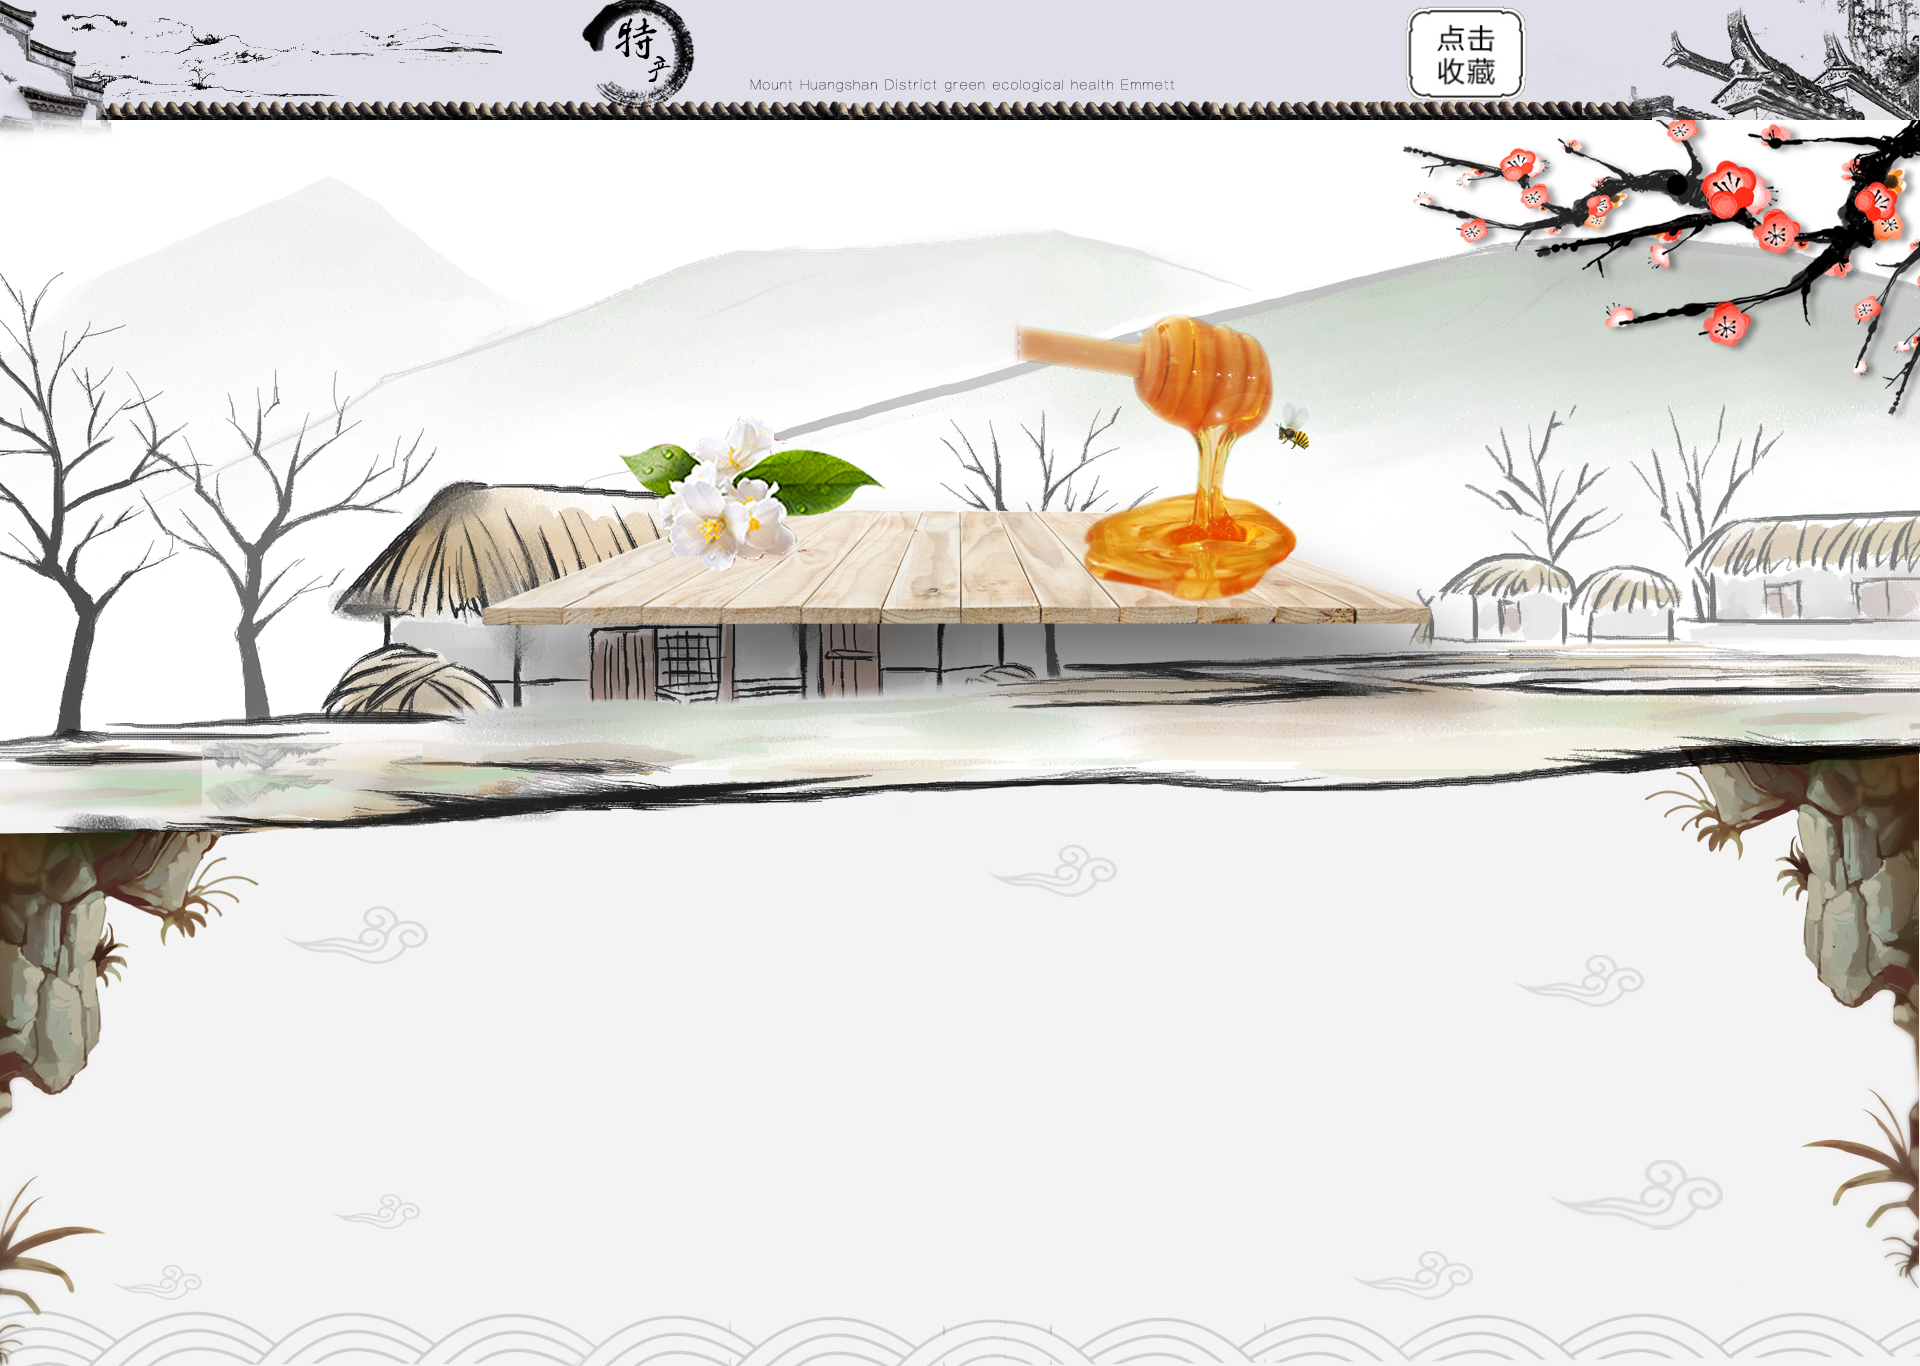 特产
Mount Huangshan District green ecological health Emmett
点击
收藏